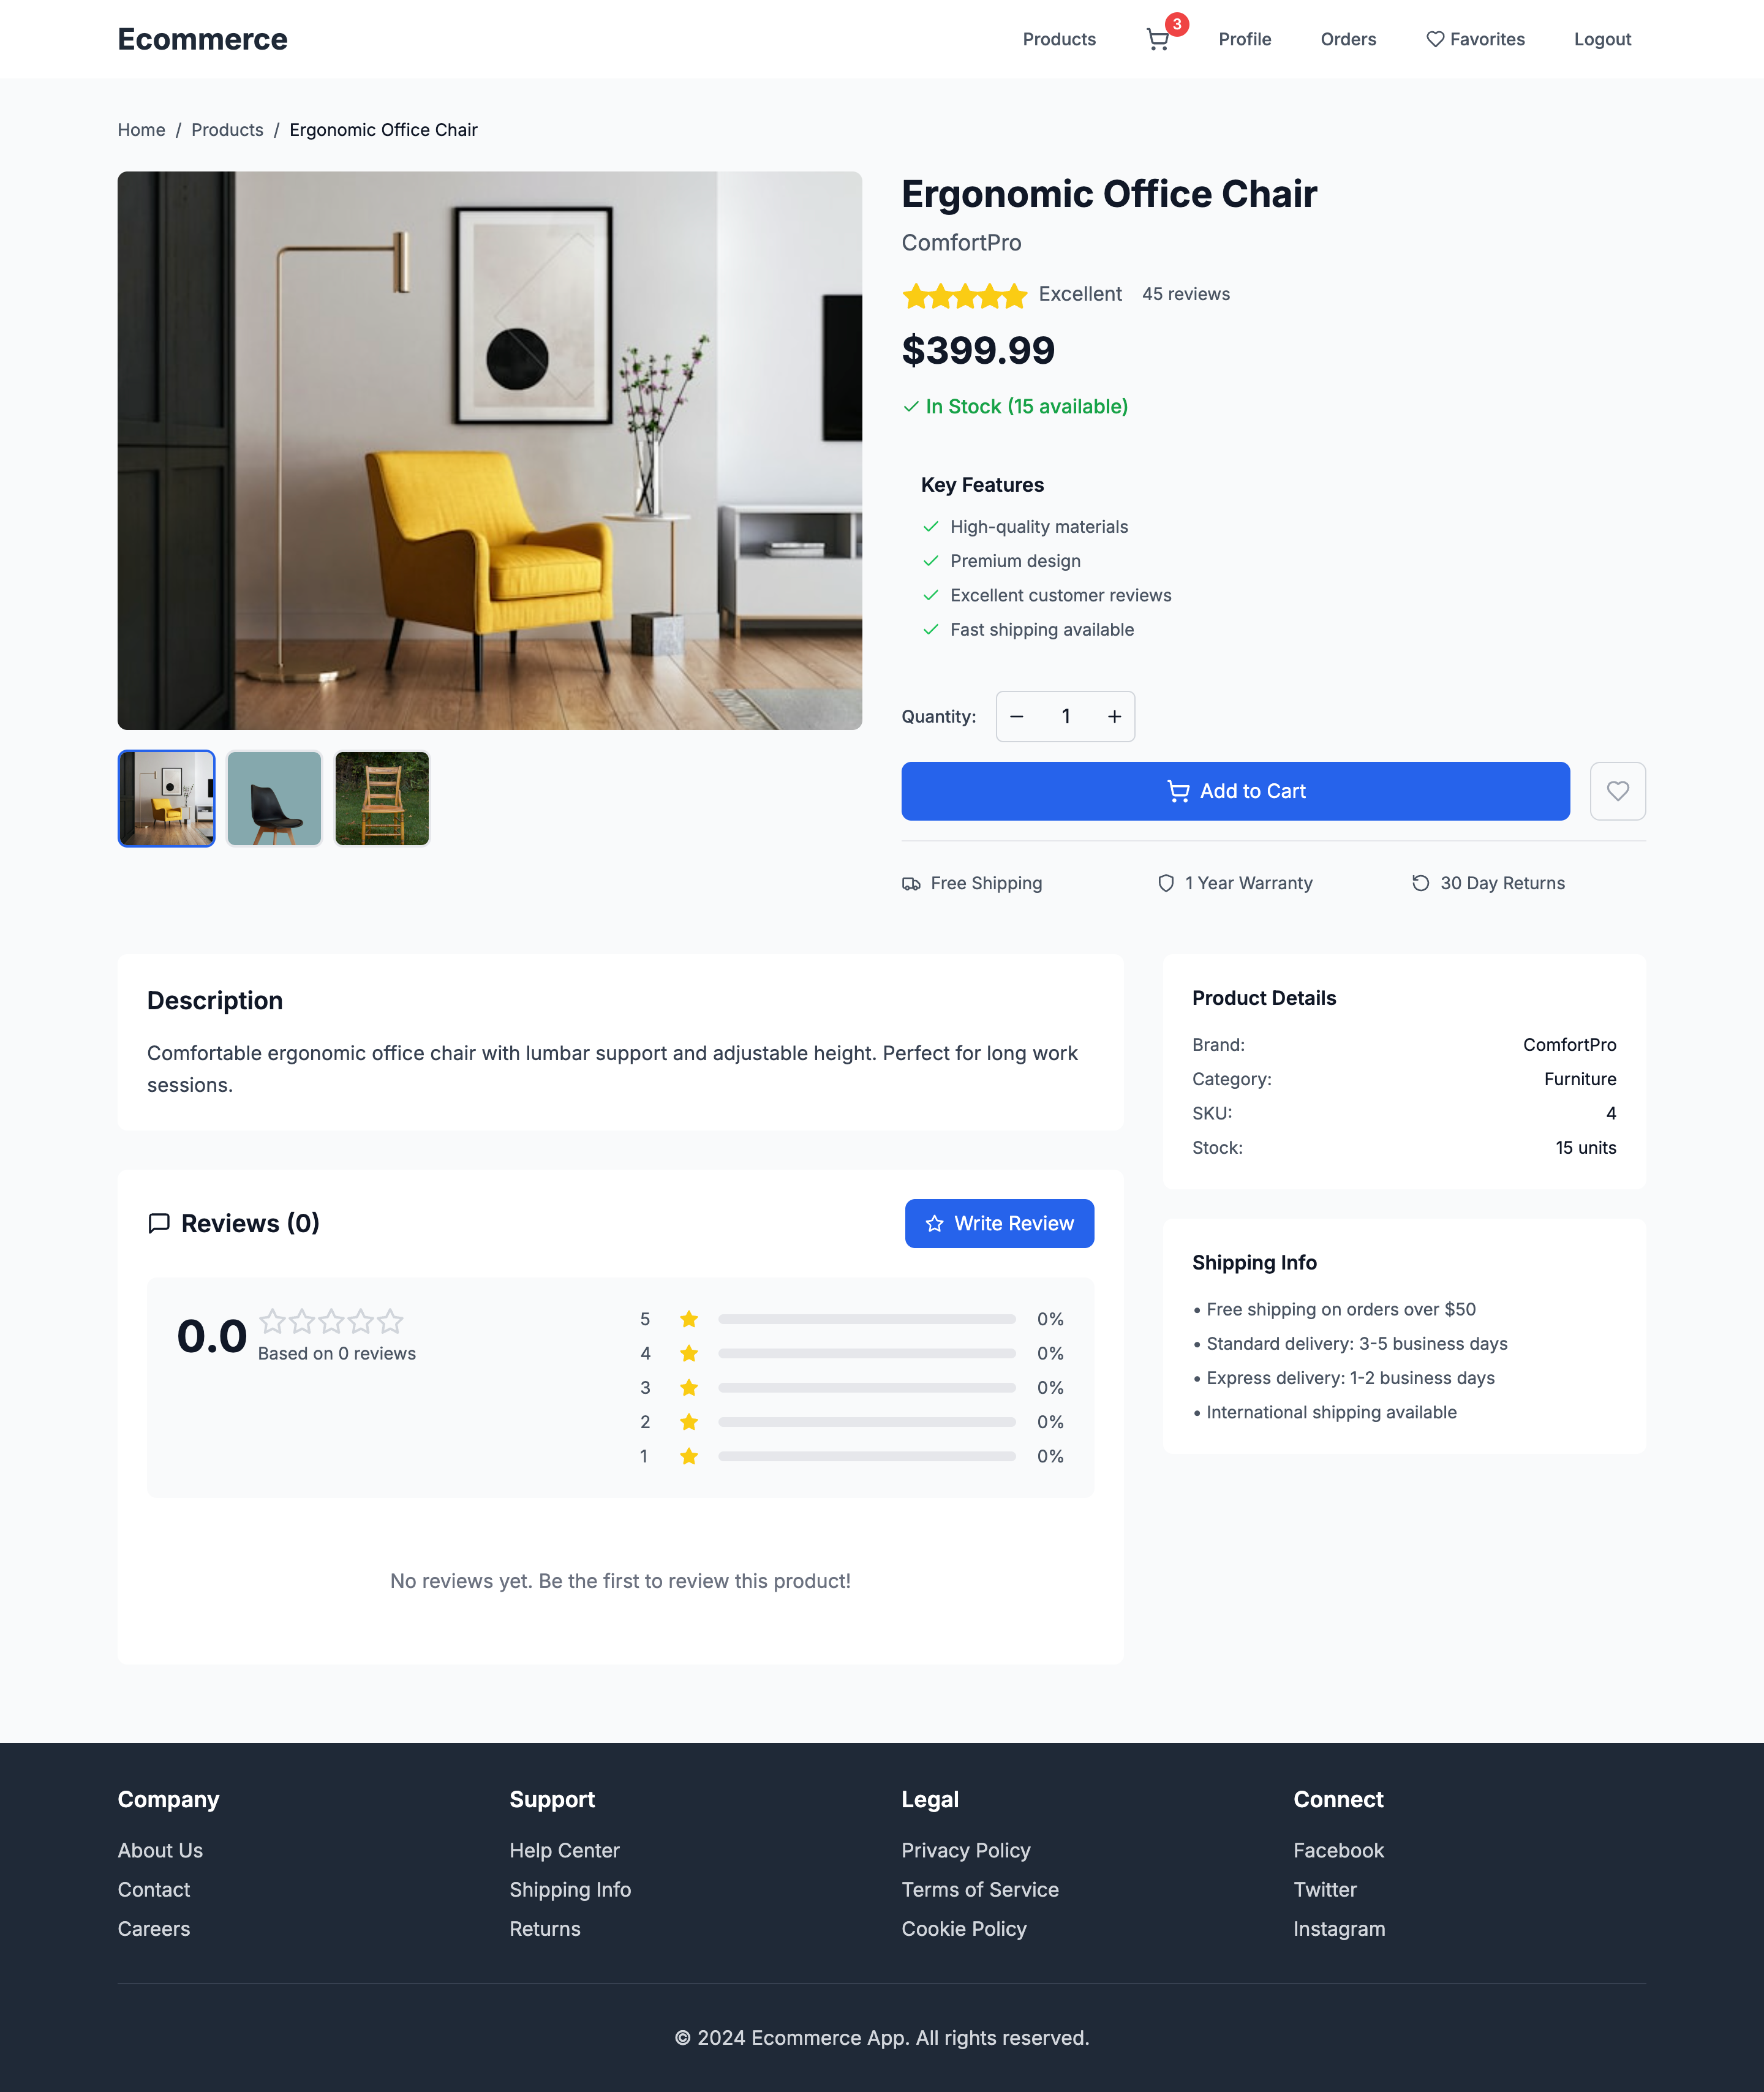 Ecommerce
Products
3
Profile
Orders
Favorites
Logout
Home / Products / Ergonomic Office Chair
Ergonomic Office Chair
ComfortPro
Excellent 45 reviews
$399.99
In Stock (15 available)
Key Features
High-quality materials
Premium design
Excellent customer reviews
Fast shipping available
Quantity: − 1 +
Add to Cart
Free Shipping
1 Year Warranty
30 Day Returns
Description
Comfortable ergonomic office chair with lumbar support and adjustable height. Perfect for long work
sessions.
Reviews (0)
Write Review
0.0
Based on 0 reviews
5 0%
4 0%
3 0%
2 0%
1 0%
No reviews yet. Be the first to review this product!
Product Details
Brand: ComfortPro
Category: Furniture
SKU: 4
Stock: 15 units
Shipping Info
• Free shipping on orders over $50
• Standard delivery: 3-5 business days
• Express delivery: 1-2 business days
• International shipping available
Company
About Us
Contact
Careers
Support
Help Center
Shipping Info
Returns
Legal
Privacy Policy
Terms of Service
Cookie Policy
Connect
Facebook
Twitter
Instagram
© 2024 Ecommerce App. All rights reserved.